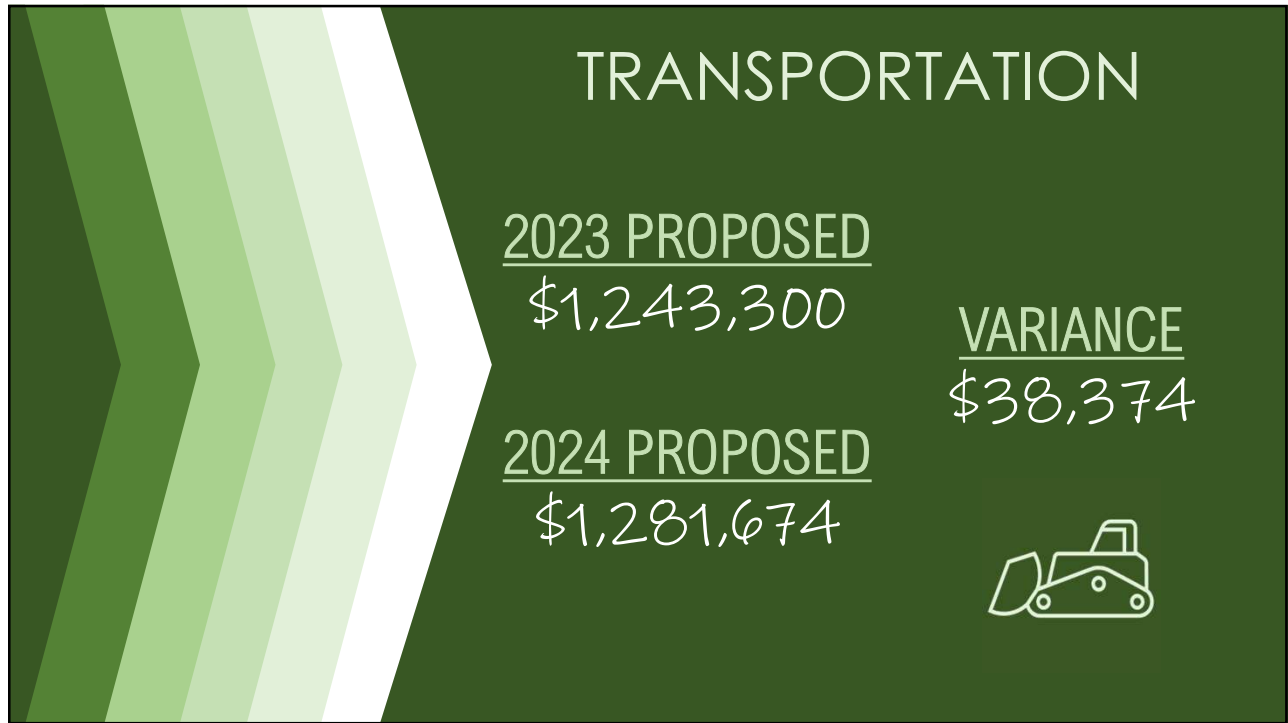 TRANSPORTATION
2023 PROPOSED
$1,243,300
2024 PROPOSED
$1,281,674
VARIANCE
$38,374